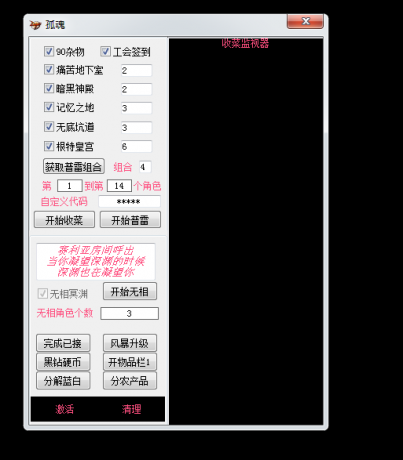 孤魂
收菜监视器
90杂物 工会签到
痛苦地下室 2
暗黑神殿 2
记忆之地 3
无底坑道 3
根特皇宫 6
获取普雷组合 组合 4
第 1 到第 14 个角色
自定义代码 *****
开始收菜 开始普雷
赛利亚房间呼出
当你凝望深渊的时候
深渊也在凝望你
无相冥渊 开始无相
无相角色个数 3
完成已接 风暴升级
黑钻硬币 开物品栏1
分解蓝白 分农产品
激活 清理